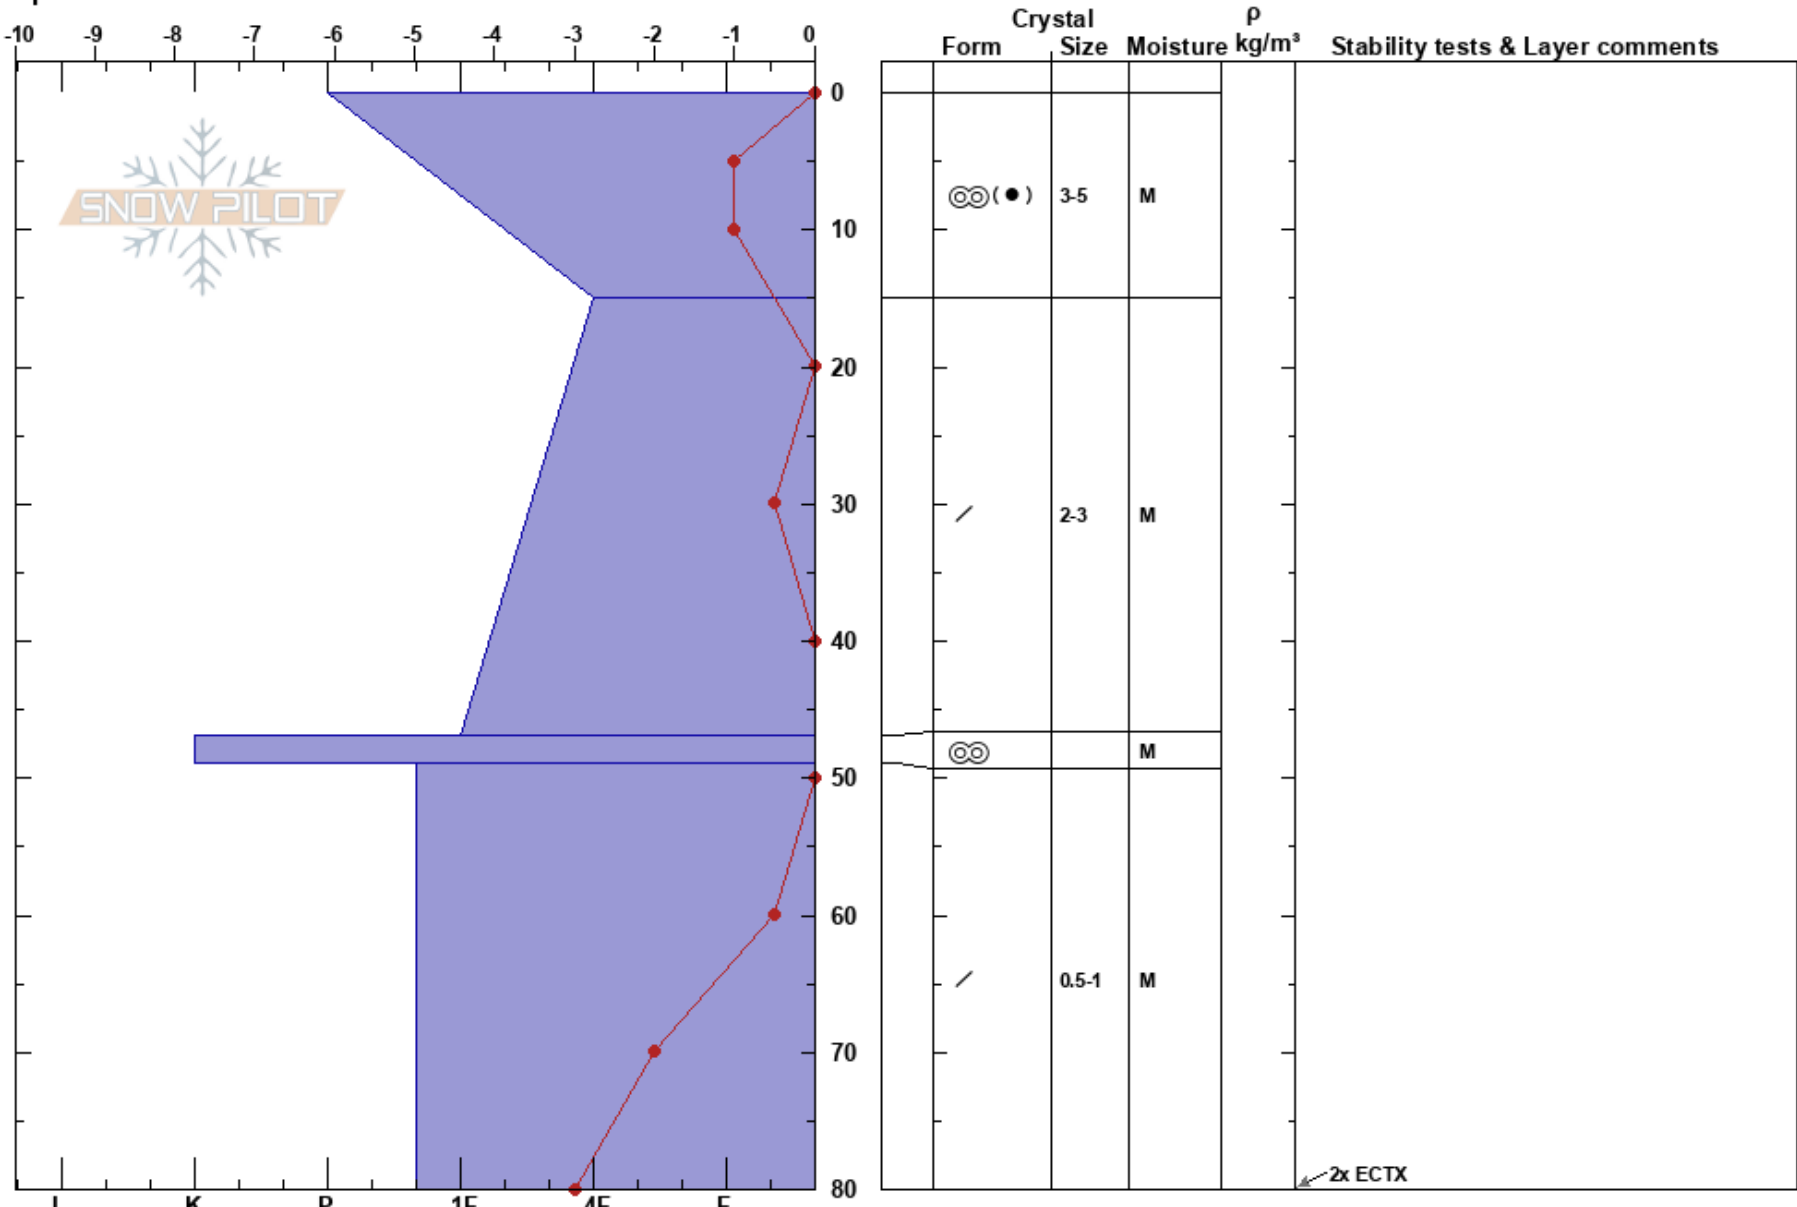 Crystal ρ
-10 -9 -8 -7 -6 -5 -4 -3 -2 -1 0 Form Size Moisture kg/m³ Stability tests & Layer comments
0
SNOW PILOT
3-5 M
10
20
30
2-3 M
40
M
50
60
0.5-1 M
70
2x ECTX
80
I K P 1F 4F F